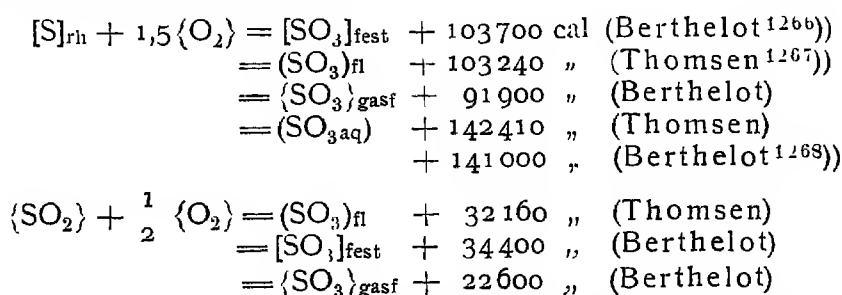 [S]rh + 1,5 {O₂} = [SO₃]fest + 103700 cal (Berthelot ¹²⁶⁶))
= (SO₃)fl + 103240 „ (Thomsen ¹²⁶⁷))
= {SO₃}gasf + 91900 „ (Berthelot)
= (SO₃aq) + 142410 „ (Thomsen)
+ 141000 „ (Berthelot ¹²⁶⁸))
{SO₂} + 1/2 {O₂} = (SO₃)fl + 32160 „ (Thomsen)
= [SO₃]fest + 34400 „ (Berthelot)
= {SO₃}gasf + 22600 „ (Berthelot)